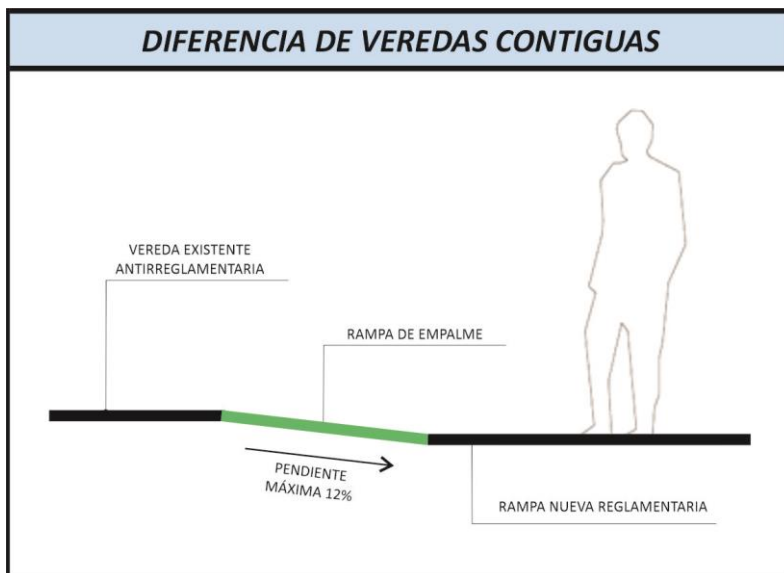 DIFERENCIA DE VEREDAS CONTIGUAS
VEREDA EXISTENTE
ANTIRREGLAMENTARIA
RAMPA DE EMPALME
PENDIENTE
MÁXIMA 12%
RAMPA NUEVA REGLAMENTARIA